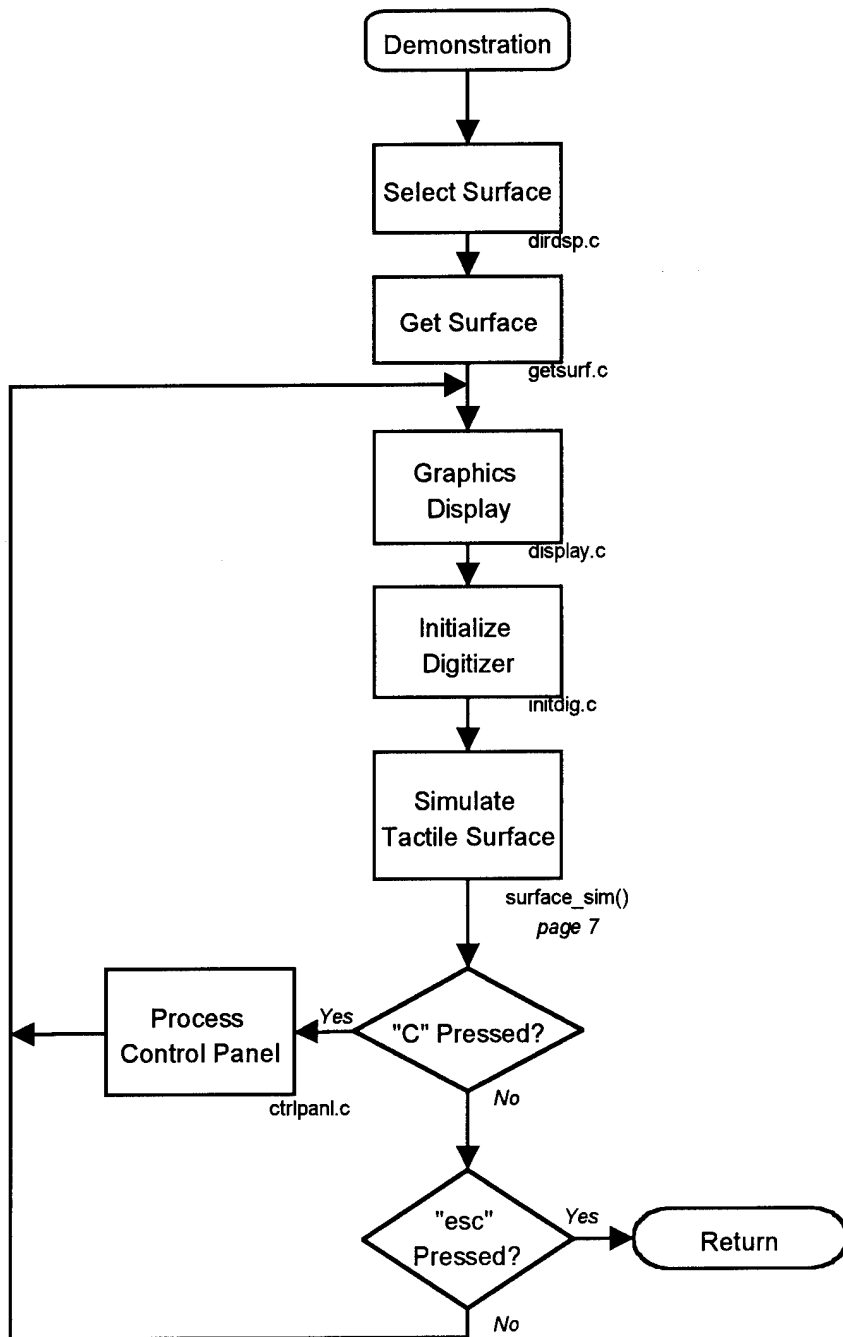 Demonstration
Select Surface
dirdsp.c
Get Surface
getsurf.c
Graphics
Display
display.c
Initialize
Digitizer
initdig.c
Simulate
Tactile Surface
surface_sim()
page 7
Process
Control Panel
ctrlpanl.c
Yes
"C" Pressed?
No
"esc"
Pressed?
Yes
Return
No